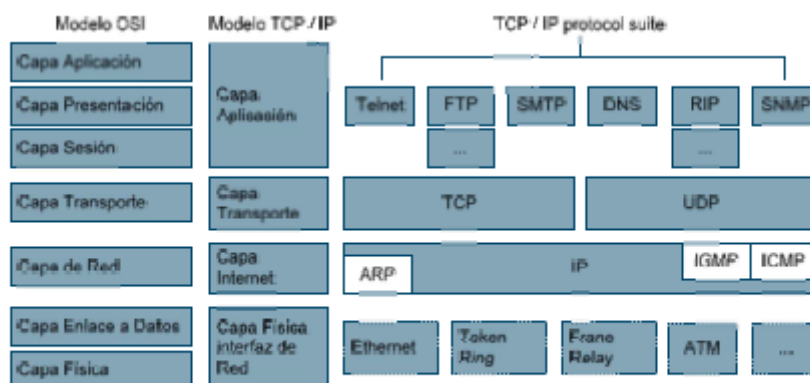 Modelo OSI
Modelo TCP / IP
TCP / IP protocol suite
Capa Aplicación
Capa Presentación
Capa Sesión
Capa
Aplicación
Telnet
FTP
SMTP
DNS
RIP
SNMP
...
...
Capa Transporte
Capa
Transporte
TCP
UDP
Capa de Red
Capa
Internet
ARP
IP
IGMP
ICMP
Capa Enlace a Datos
Capa Física
Capa Física
interfaz de
Red
Ethernet
Token
Ring
Frane
Relay
ATM
...